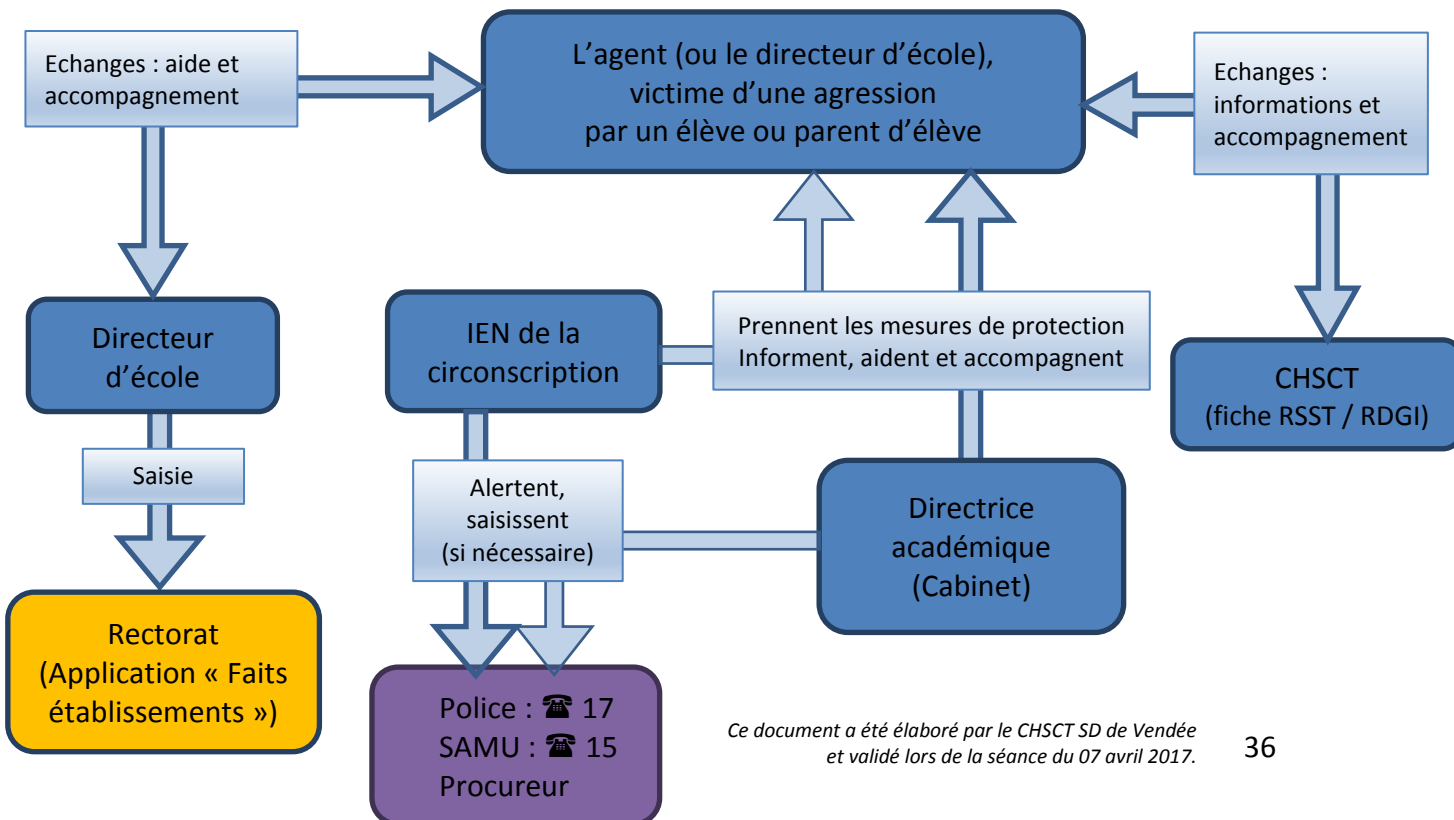 Echanges : aide et
accompagnement
L’agent (ou le directeur d’école),
victime d’une agression
par un élève ou parent d’élève
Echanges :
informations et
accompagnement
Directeur
d’école
IEN de la
circonscription
Prennent les mesures de protection
Informent, aident et accompagnent
CHSCT
(fiche RSST / RDGI)
Saisie
Alertent,
saisissent
(si nécessaire)
Directrice
académique
(Cabinet)
Rectorat
(Application « Faits
établissements »)
Police : ☎ 17
SAMU : ☎ 15
Procureur
Ce document a été élaboré par le CHSCT SD de Vendée
et validé lors de la séance du 07 avril 2017.
36